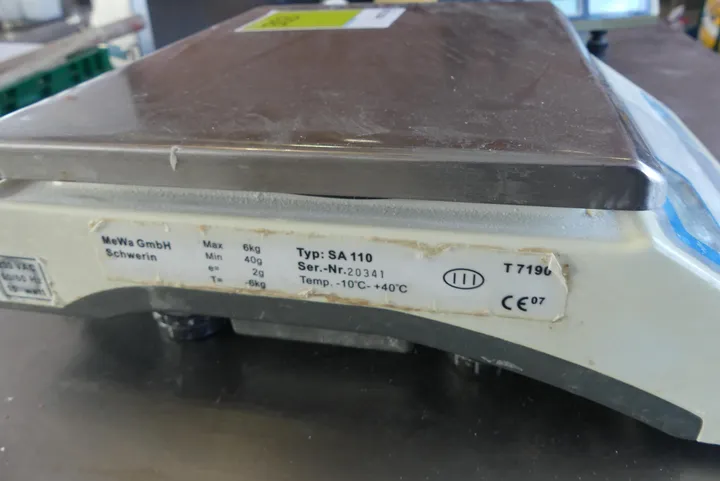 MeWa GmbH
Schwerin
Max 6kg
Min 40g
e= 2g
T= -6kg
Typ: SA 110
Ser.-Nr. 20341
Temp. -10°C- +40°C
III
T 7190
CE 07
VAC